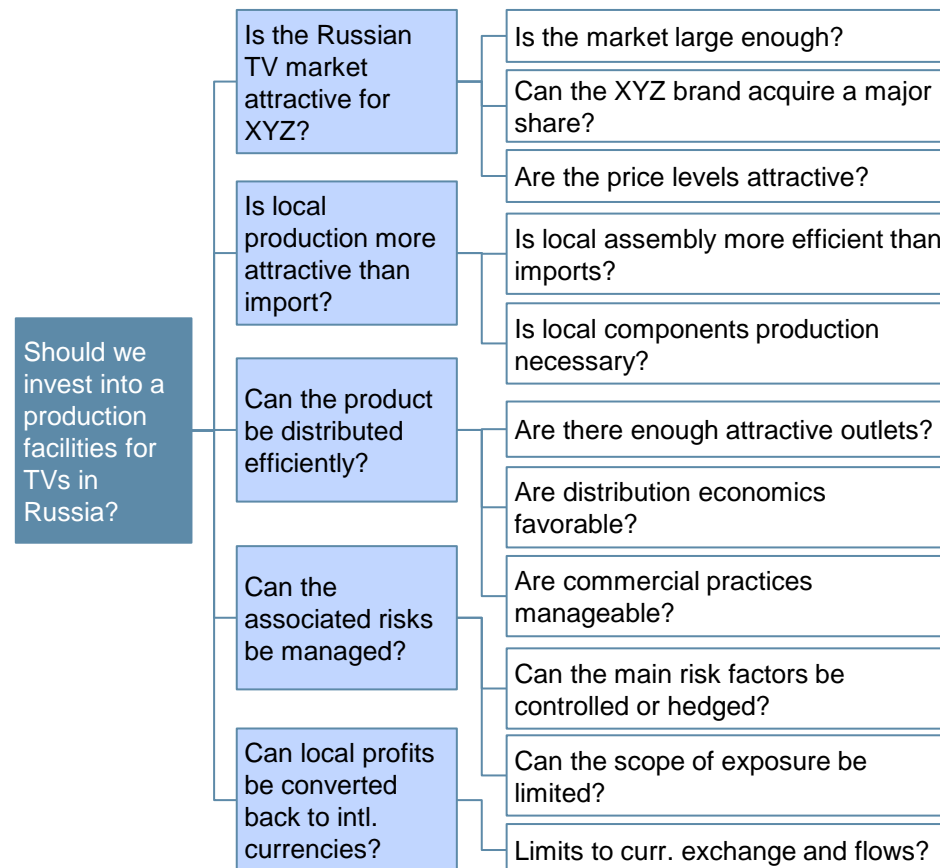 Should we
invest into a
production
facilities for
TVs in
Russia?
Is the Russian
TV market
attractive for
XYZ?
Is the market large enough?
Can the XYZ brand acquire a major
share?
Are the price levels attractive?
Is local
production more
attractive than
import?
Is local assembly more efficient than
imports?
Is local components production
necessary?
Can the product
be distributed
efficiently?
Are there enough attractive outlets?
Are distribution economics
favorable?
Are commercial practices
manageable?
Can the
associated risks
be managed?
Can the main risk factors be
controlled or hedged?
Can the scope of exposure be
limited?
Can local profits
be converted
back to intl.
currencies?
Limits to curr. exchange and flows?